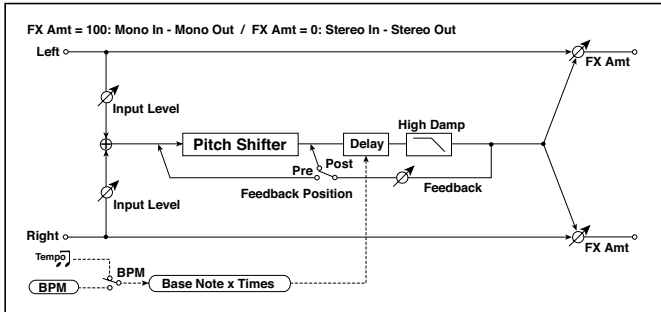 FX Amt = 100: Mono In - Mono Out / FX Amt = 0: Stereo In - Stereo Out
Left
FX Amt
Input Level
High Damp
Pitch Shifter
Delay
Post
Pre
Feedback Position
Feedback
Input Level
Right
FX Amt
Tempo
BPM
BPM
Base Note x Times